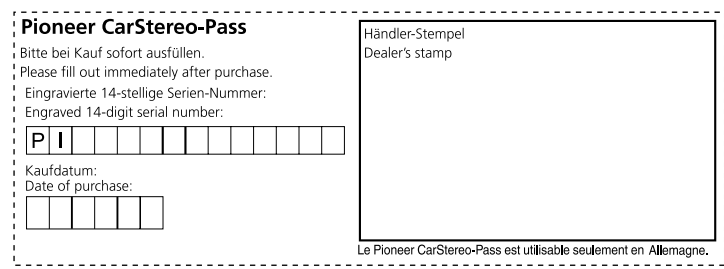 Pioneer CarStereo-Pass
Bitte bei Kauf sofort ausfüllen.
Please fill out immediately after purchase.
Eingravierte 14-stellige Serien-Nummer:
Engraved 14-digit serial number:
P I
Kaufdatum:
Date of purchase:
Händler-Stempel
Dealer's stamp
Le Pioneer CarStereo-Pass est utilisable seulement en Allemagne.